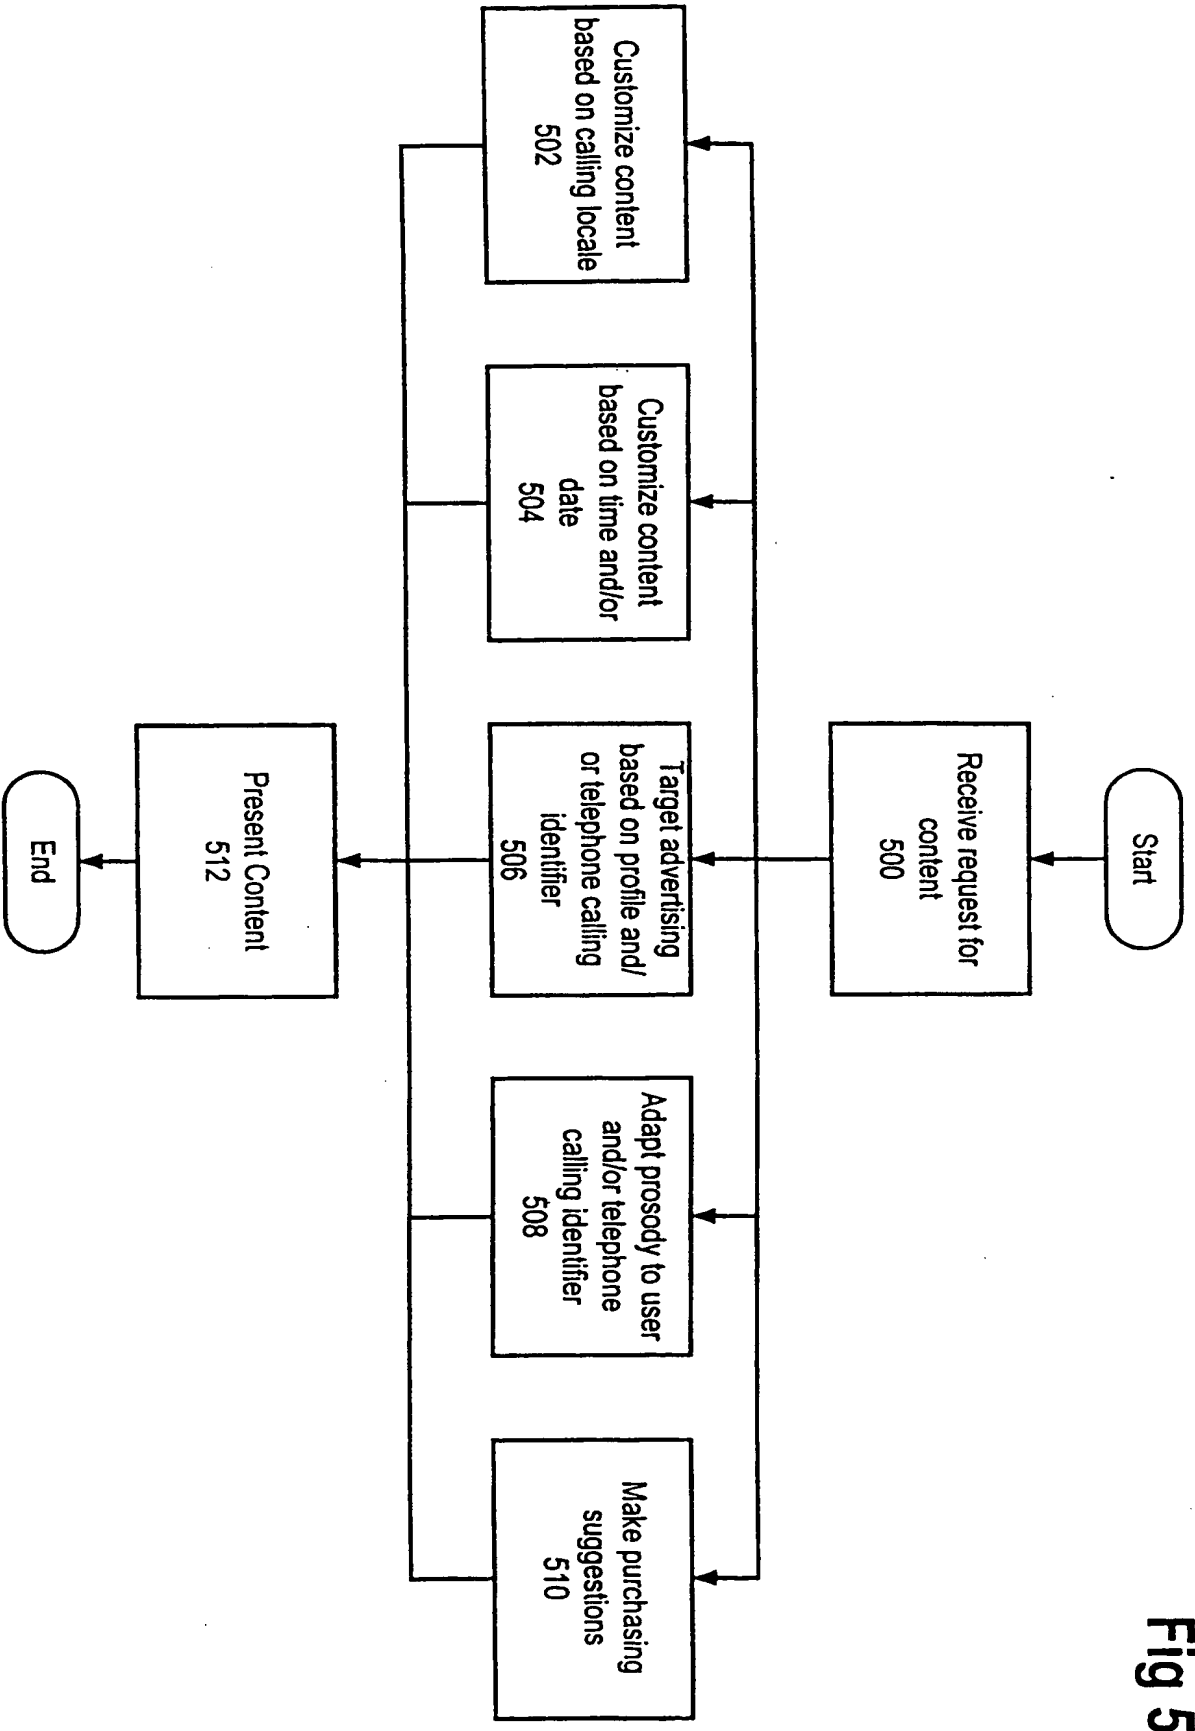 Fig 5
Start
Receive request for
content
500
Customize content
based on calling locale
502
Customize content
based on time and/or
date
504
Target advertising
based on profile and/
or telephone calling
identifier
506
Adapt prosody to user
and/or telephone
calling identifier
508
Make purchasing
suggestions
510
Present Content
512
End